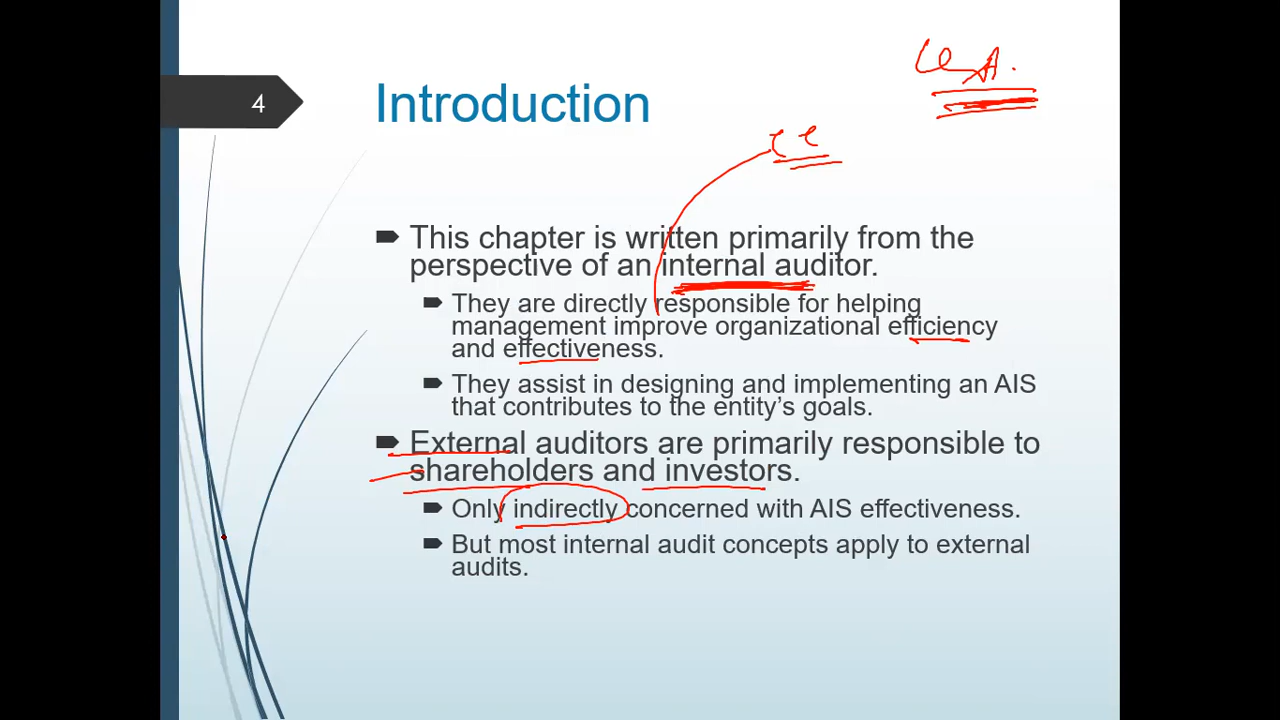 4
Introduction
This chapter is written primarily from the
perspective of an internal auditor.
They are directly responsible for helping
management improve organizational efficiency
and effectiveness.
They assist in designing and implementing an AIS
that contributes to the entity's goals.
External auditors are primarily responsible to
shareholders and investors.
Only indirectly concerned with AIS effectiveness.
But most internal audit concepts apply to external
audits.